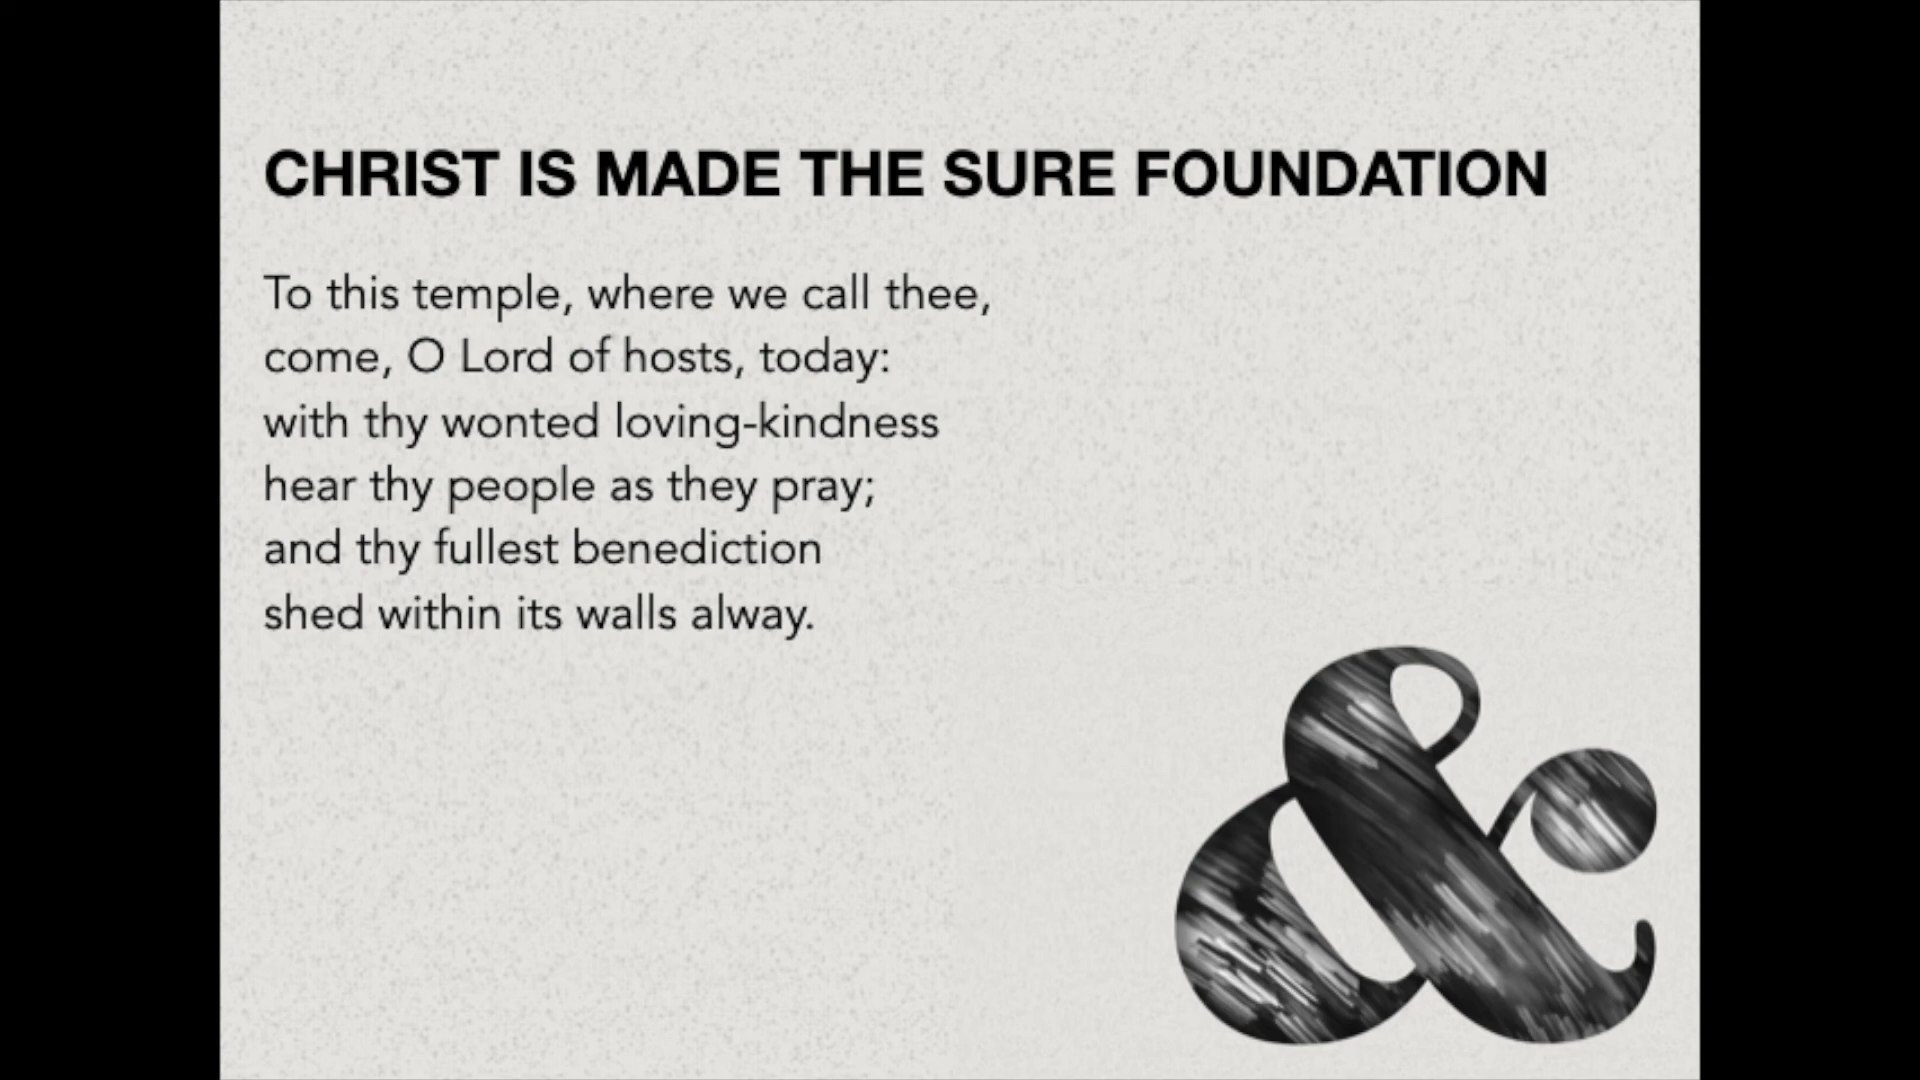 CHRIST IS MADE THE SURE FOUNDATION
To this temple, where we call thee,
come, O Lord of hosts, today:
with thy wonted loving-kindness
hear thy people as they pray;
and thy fullest benediction
shed within its walls alway.
&